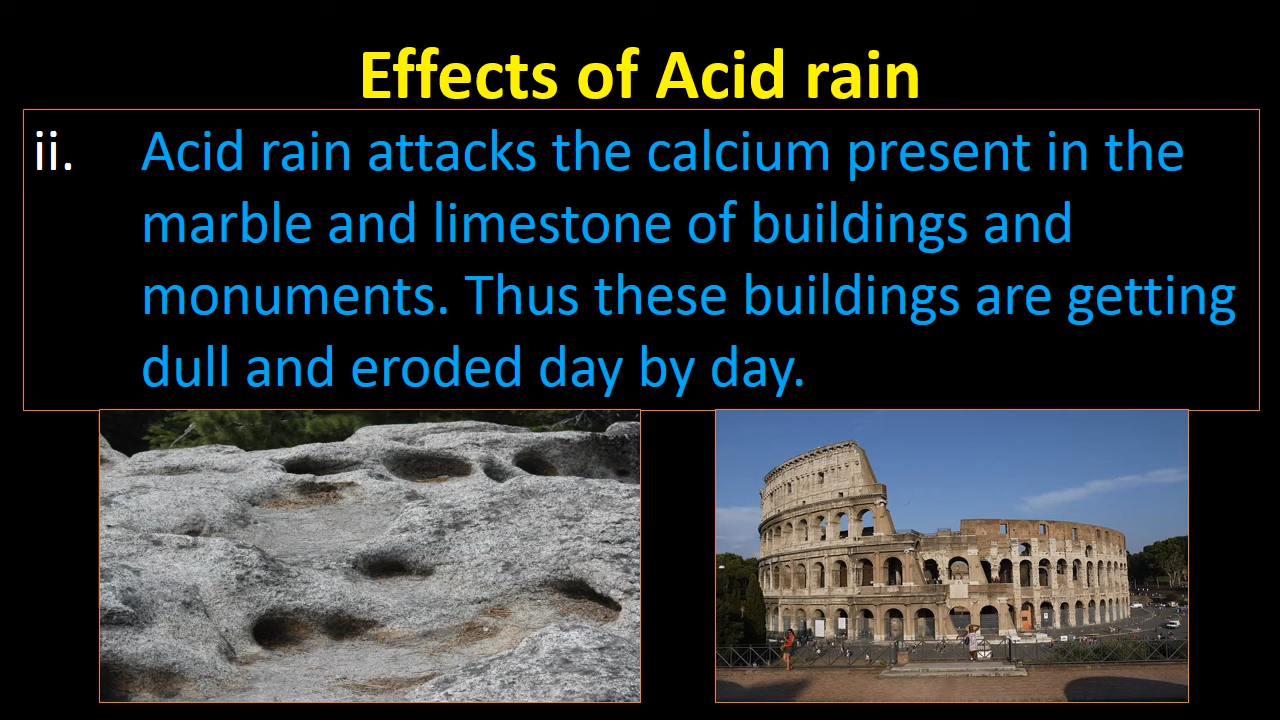 Effects of Acid rain
ii. Acid rain attacks the calcium present in the
marble and limestone of buildings and
monuments. Thus these buildings are getting
dull and eroded day by day.